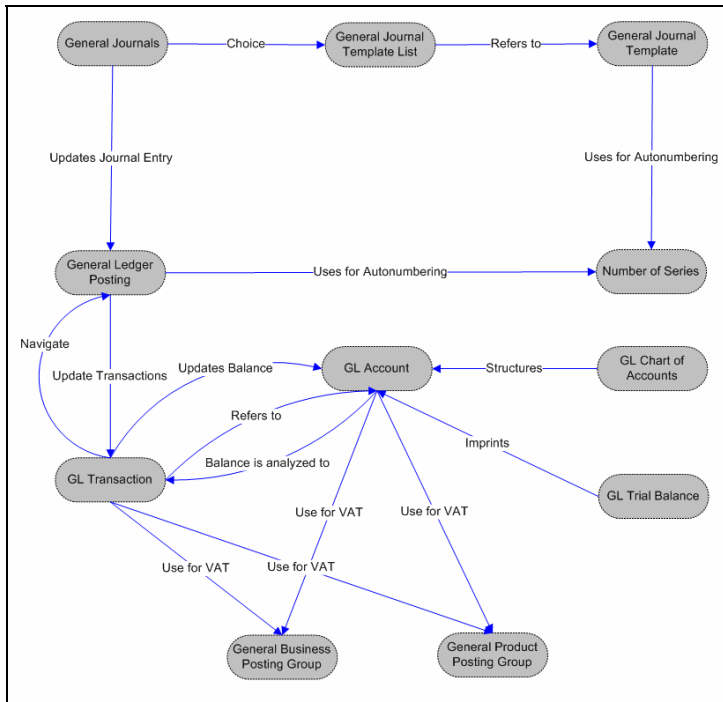 General Journals
Choice
General Journal
Template List
Refers to
General Journal
Template
Updates Journal Entry
Uses for Autonumbering
General Ledger
Posting
Uses for Autonumbering
Number of Series
Navigate
Update Transactions
Updates Balance
GL Account
Structures
GL Chart of
Accounts
Refers to
Balance is analyzed to
Imprints
GL Transaction
GL Trial Balance
Use for VAT
Use for VAT
Use for VAT
Use for VAT
General Business
Posting Group
General Product
Posting Group